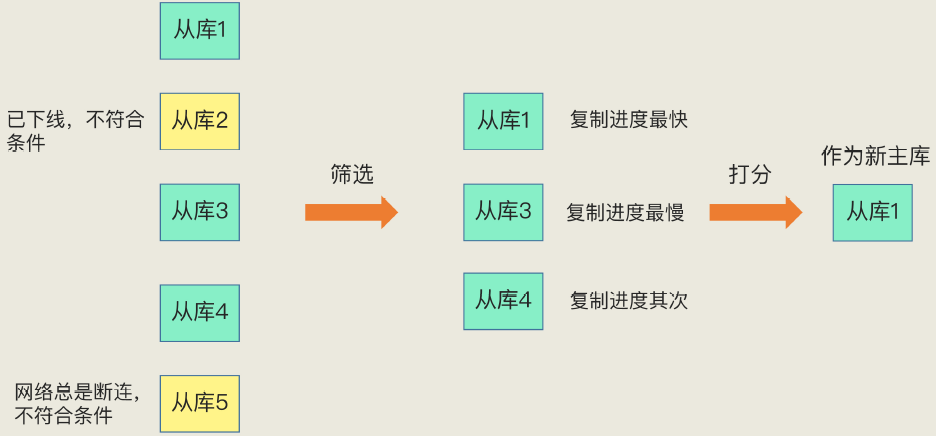 从库1
已下线，不符合
条件
从库2
从库3
从库4
网络总是断连，
不符合条件
从库5
筛选
从库1
复制进度最快
从库3
复制进度最慢
从库4
复制进度其次
打分
作为新主库
从库1